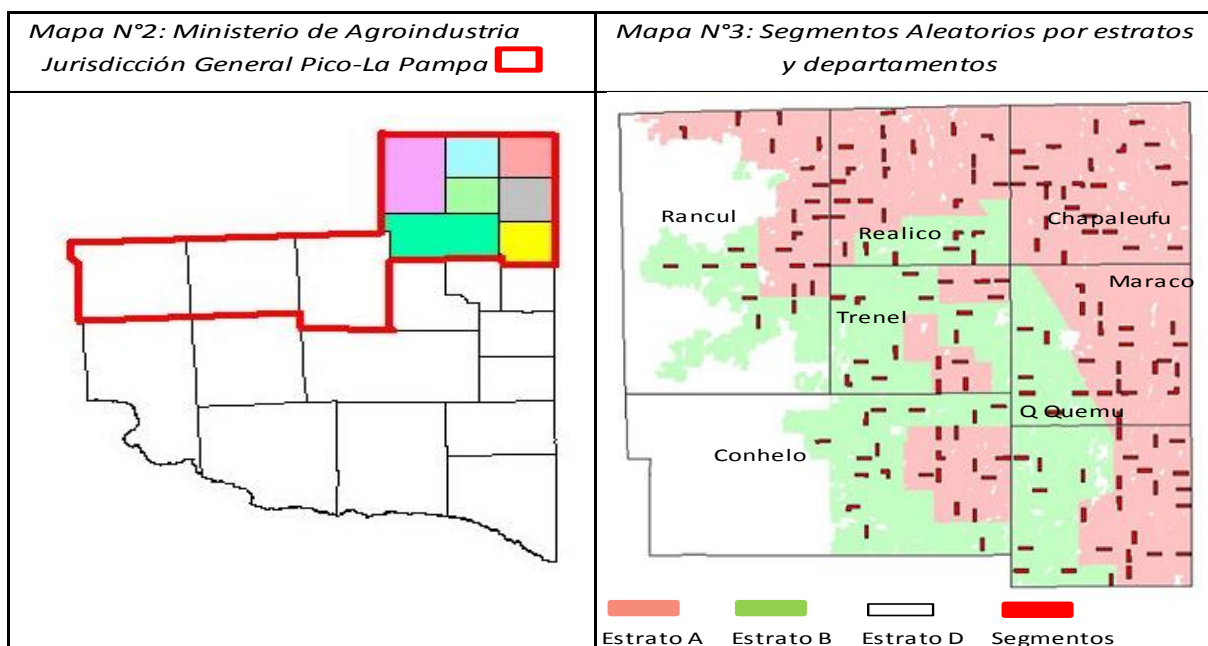 Mapa N°2: Ministerio de Agroindustria
Jurisdicción General Pico-La Pampa
Mapa N°3: Segmentos Aleatorios por estratos
y departamentos
Rancul
Realico
Chapaleufu
Maraco
Trenel
Q Quemu
Conhelo
Estrato A
Estrato B
Estrato D
Segmentos